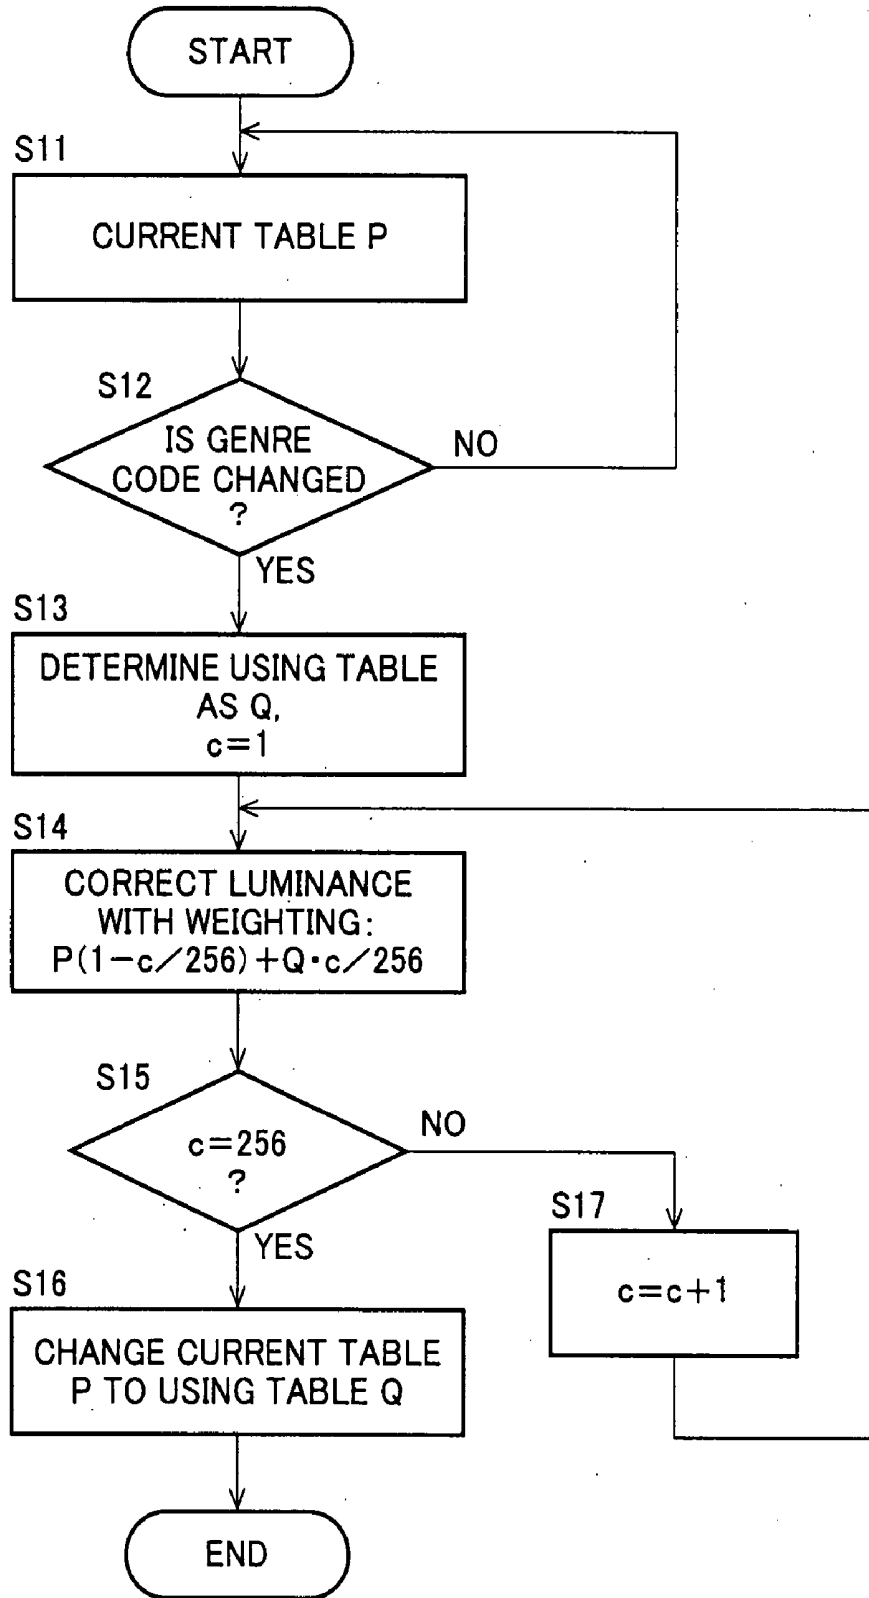 START
S11
CURRENT TABLE P
S12
IS GENRE
CODE CHANGED
?
NO
YES
S13
DETERMINE USING TABLE
AS Q,
c=1
S14
CORRECT LUMINANCE
WITH WEIGHTING:
P(1-c/256)+Q·c/256
S15
c=256
?
NO
YES
S17
c=c+1
S16
CHANGE CURRENT TABLE
P TO USING TABLE Q
END